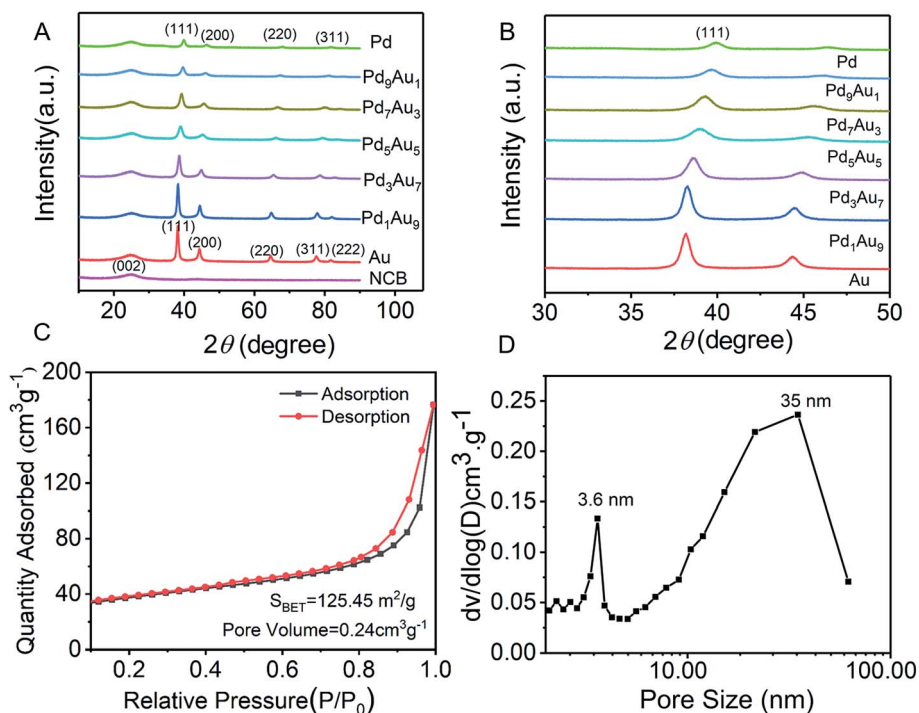 A
(111)
(200)
(220)
(311)
Pd
Pd9Au1
Pd7Au3
Pd5Au5
Pd3Au7
Pd1Au9
(111)
(200)
(220)
(311)
(222)
Au
(002)
NCB
Intensity(a.u.)
20
40
60
80
100
2θ (degree)
B
(111)
Pd
Pd9Au1
Pd7Au3
Pd5Au5
Pd3Au7
Pd1Au9
Au
Intensity (a.u.)
30
35
40
45
50
2θ (degree)
C
200
160
120
80
40
0
Quantity Adsorbed (cm3g-1)
Adsorption
Desorption
SBET=125.45 m2/g
Pore Volume=0.24cm3g-1
0.2
0.4
0.6
0.8
1.0
Relative Pressure(P/P0)
D
0.25
0.20
0.15
0.10
0.05
0.00
dv/dlog(D)cm3.g-1
3.6 nm
35 nm
10.00
100.00
Pore Size (nm)